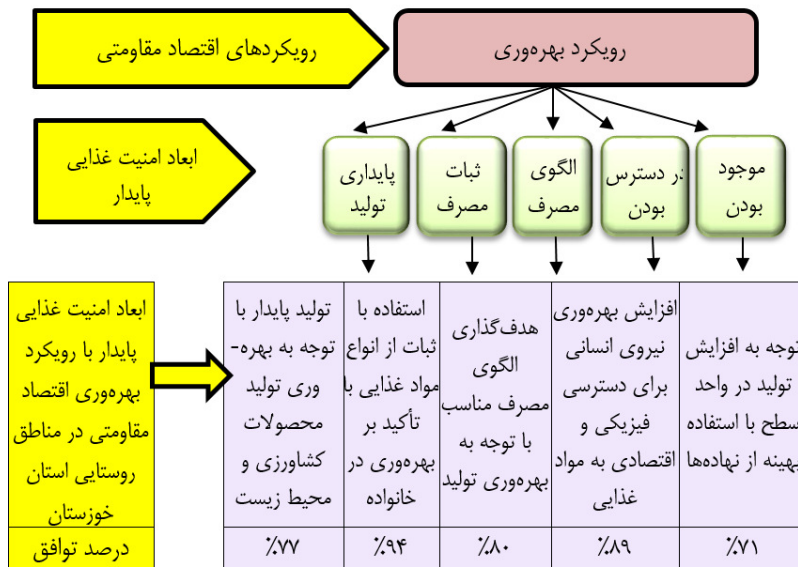 رویکردهای اقتصاد مقاومتی
رویکرد بهره‌وری
ابعاد امنیت غذایی
پایدار
موجود
بودن
در دسترس
بودن
الگوی
مصرف
ثبات
مصرف
پایداری
تولید
توجه به افزایش
تولید در واحد
سطح با استفاده
بهینه از نهاده‌ها
افزایش بهره‌وری
نیروی انسانی
برای دسترسی
فیزیکی و
اقتصادی به مواد
غذایی
هدف‌گذاری
الگوی
مصرف مناسب
با توجه به
بهره‌وری تولید
استفاده با
ثبات از انواع
مواد غذایی با
تأکید بر
بهره‌وری در
خانواده
تولید پایدار با
توجه به بهره-
وری تولید
محصولات
کشاورزی و
محیط زیست
ابعاد امنیت غذایی
پایدار با رویکرد
بهره‌وری اقتصاد
مقاومتی در مناطق
روستایی استان
خوزستان
٪۷۱
٪۸۹
٪۸۰
٪۹۴
٪۷۷
درصد توافق